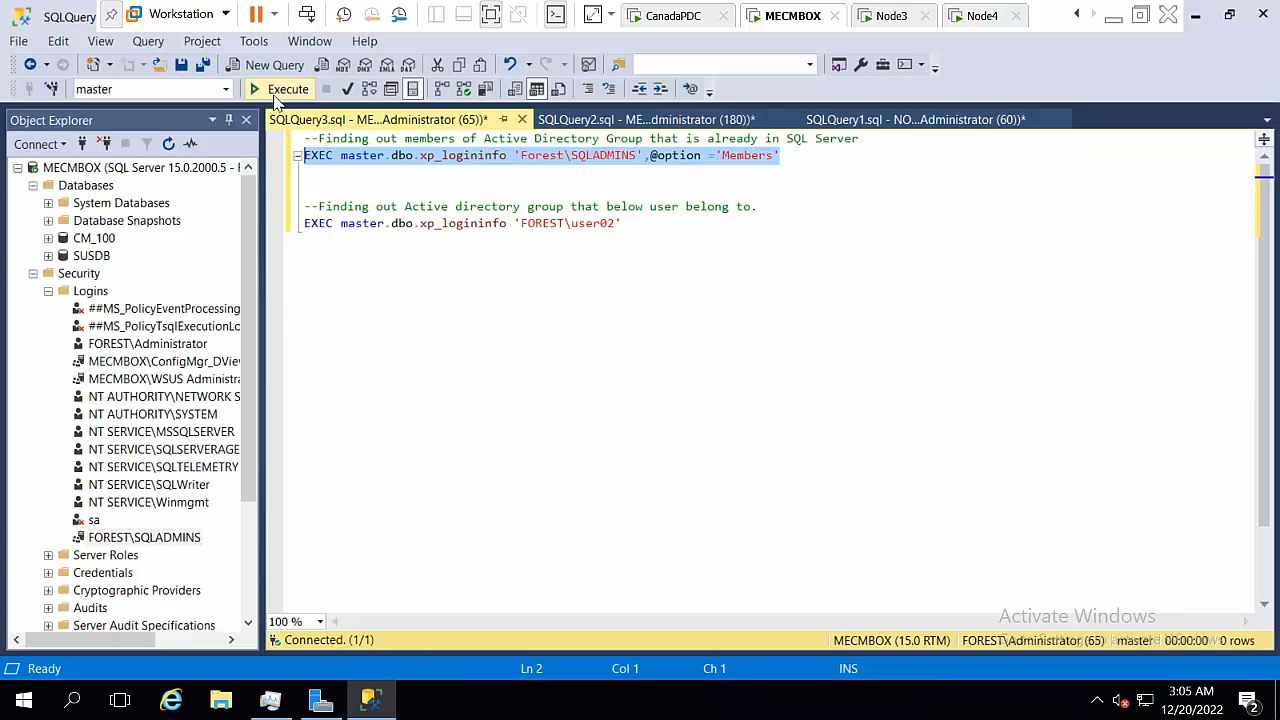 SQLQuery
Workstation
CanadaPDC
MECMBOX
Node3
Node4
File Edit View Query Project Tools Window Help
New Query
MDX DMX XMLA DAX
master
Execute
Object Explorer
SQLQuery3.sql - ME...Administrator (65))*
SQLQuery2.sql - ME...dministrator (180))*
SQLQuery1.sql - NO...Administrator (60))*
Connect
MECMBOX (SQL Server 15.0.2000.5 -
Databases
System Databases
Database Snapshots
CM_100
SUSDB
Security
Logins
##MS_PolicyEventProcessing
##MS_PolicyTsqlExecutionLo
FOREST\Administrator
MECMBOX\ConfigMgr_DView
MECMBOX\WSUS Administra
NT AUTHORITY\NETWORK S
NT AUTHORITY\SYSTEM
NT SERVICE\MSSQLSERVER
NT SERVICE\SQLSERVERAGE
NT SERVICE\SQLTELEMETRY
NT SERVICE\SQLWriter
NT SERVICE\Winmgmt
sa
FOREST\SQLADMINS
Server Roles
Credentials
Cryptographic Providers
Audits
Server Audit Specifications
--Finding out members of Active Directory Group that is already in SQL Server
EXEC master.dbo.xp_logininfo 'Forest\SQLADMINS',@option ='Members'
--Finding out Active directory group that below user belong to.
EXEC master.dbo.xp_logininfo 'FOREST\user02'
Activate Windows
100 %
Connected. (1/1)
MECMBOX (15.0 RTM)
FOREST\Administrator (65)
master
00:00:00
0 rows
Ready
Ln 2
Col 1
Ch 1
INS
3:05 AM
12/20/2022
2